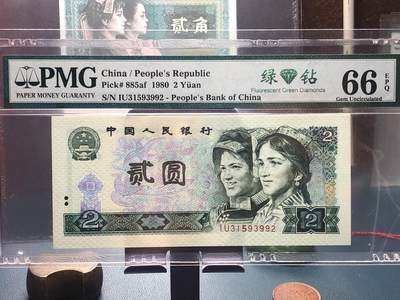 贰角
PMG
PAPER MONEY GUARANTY
China / People's Republic
Pick# 885af 1980 2 Yüan
S/N IU31593992 - People's Bank of China
绿 钻
Fluorescent Green Diamonds
66 EPQ
Gem Uncirculated
中国人民银行
贰圆
2
2
IU31593992